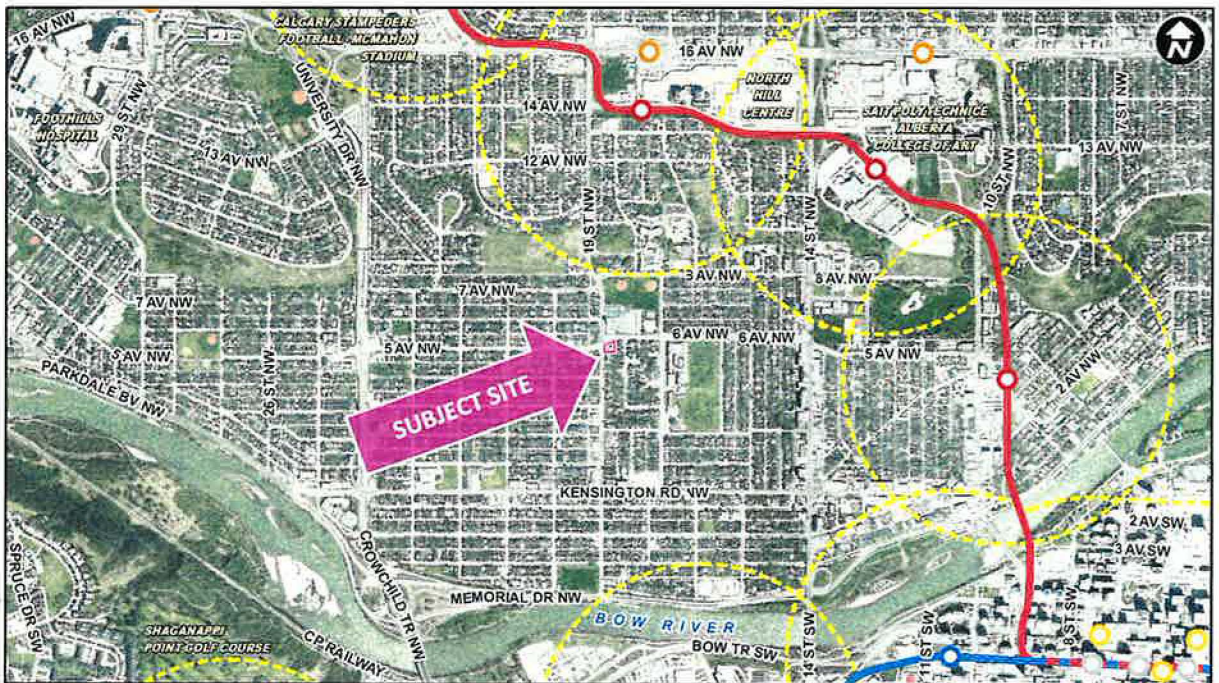 16 AV NW
CALGARY STAMPEDERS
FOOTBALL - MCMAHON
STADIUM
16 AV NW
N
FOOTHILLS
HOSPITAL
29 ST NW
UNIVERSITY DR NW
14 AV NW
NORTH
HILL
CENTRE
SAIT POLYTECHNICE
ALBERTA
COLLEGE OF ART
7 ST NW
13 AV NW
12 AV NW
13 AV NW
10 ST NW
19 ST NW
14 ST NW
8 AV NW
7 AV NW
7 AV NW
6 AV NW
6 AV NW
5 AV NW
5 AV NW
5 AV NW
2 AV NW
PARKDALE BV NW
26 ST NW
SUBJECT SITE
KENSINGTON RD NW
2 AV SW
3 AV SW
SPRUCE DR SW
CROWCHILD TR NW
MEMORIAL DR NW
BOW RIVER
BOW TR SW
SHAGANAPPI
POINT GOLF COURSE
CP RAILWAY
14 ST SW
11 ST SW
8 ST SW